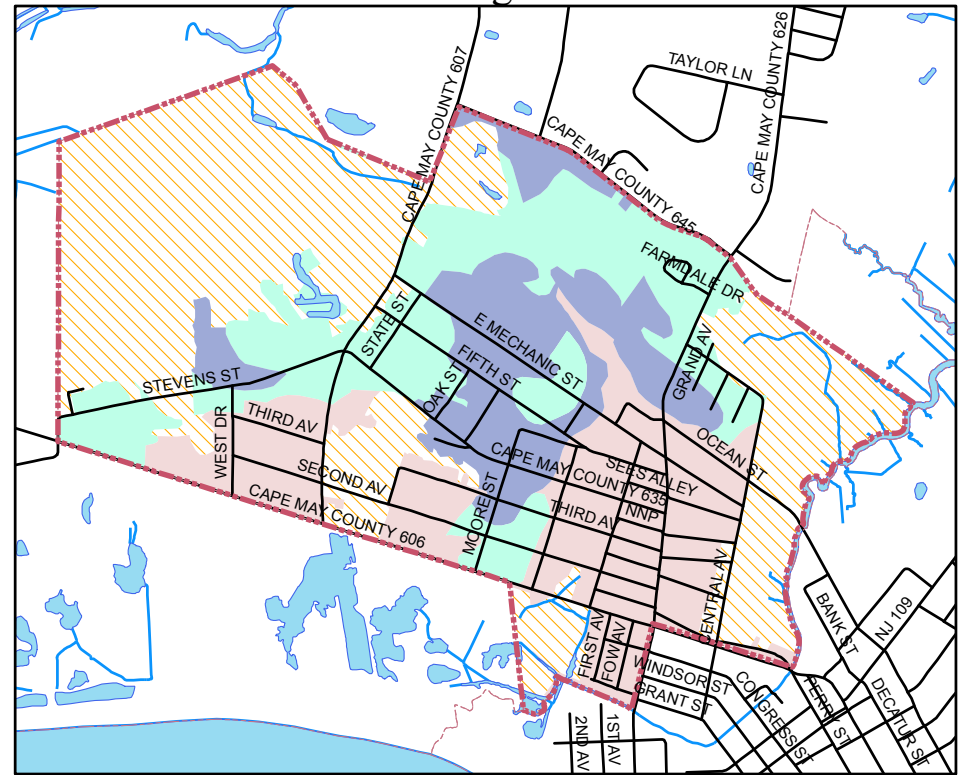 CAPE MAY COUNTY 607
CAPE MAY COUNTY 626
TAYLOR LN
CAPE MAY COUNTY 645
FARMDALE DR
STATE ST
E MECHANIC ST
FIFTH ST
OAK ST
GRAND AV
STEVENS ST
WEST DR
THIRD AV
SECOND AV
CAPE MAY COUNTY 606
MOORE ST
CAPE MAY COUNTY 635
SEES ALLEY
OCEAN ST
THIRD AV
NNP
CENTRAL AV
FIRST AV
FOW AV
WINDSOR ST
GRANT ST
BANK ST
NJ 109
CONGRESS ST
PERRY ST
DECATUR ST
2ND AV
1ST AV